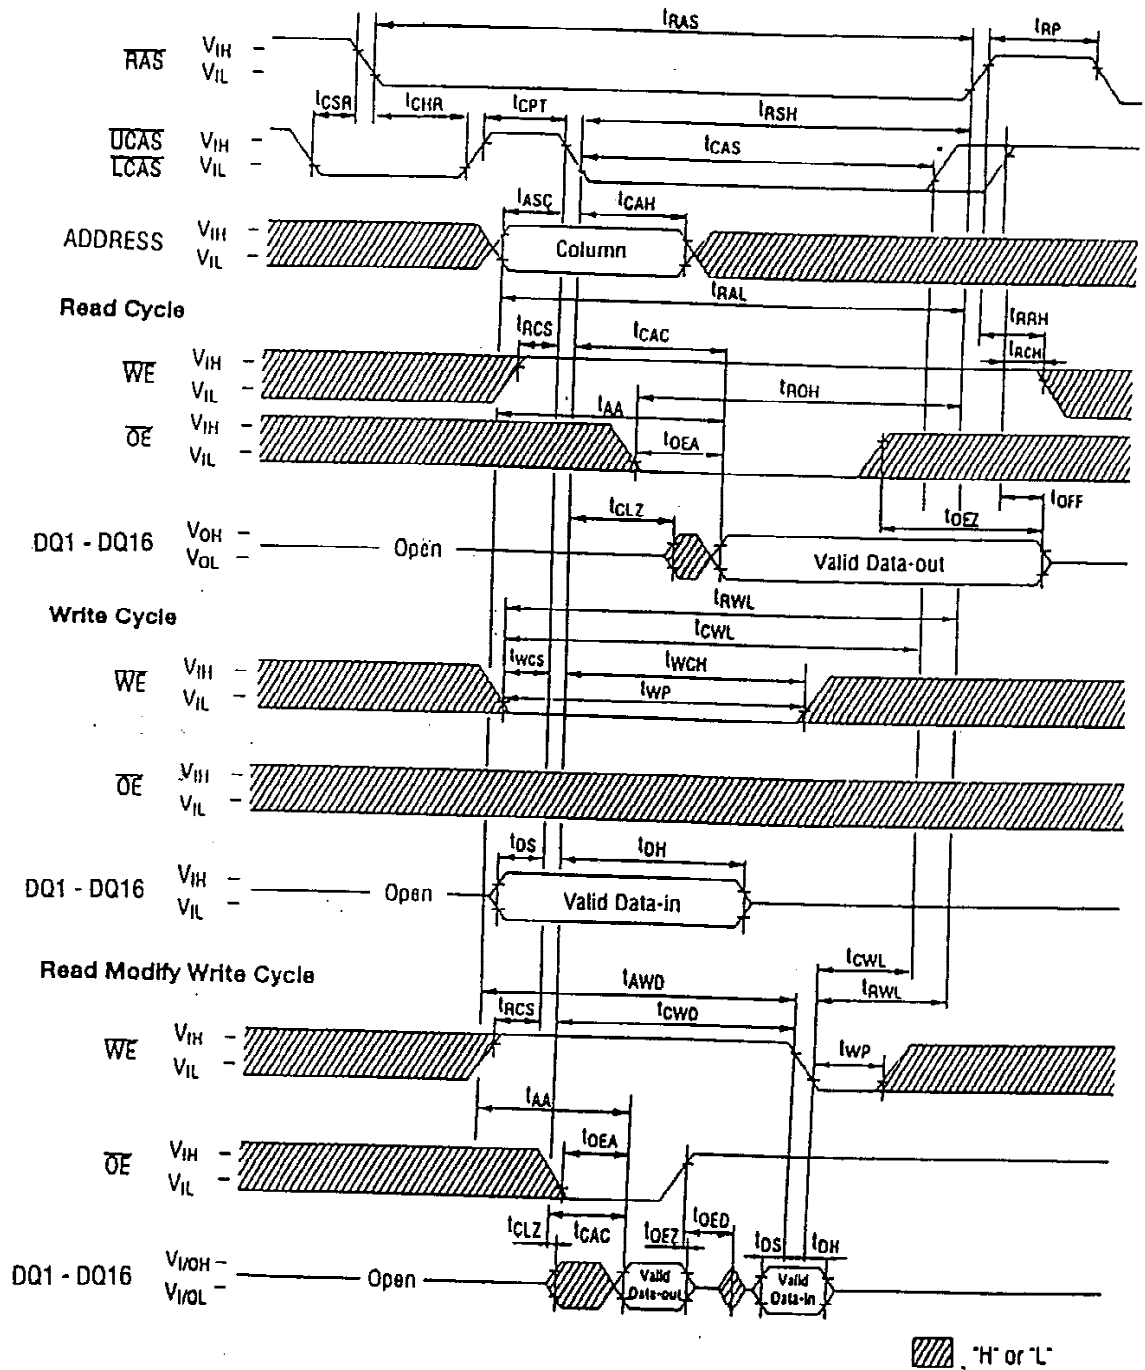 tRAS
tRP
RAS VIH –
VIL –
tCSR tCHR tCPT tRSH
UCAS VIH –
LCAS VIL –
tCAS
tASC tCAH
ADDRESS VIH –
VIL –
Column
tRAL
Read Cycle
tRRH
tRCS tCAC
tRCH
WE VIH –
VIL –
tROH
tAA
OE VIH –
VIL –
tOEA
tOFF
tCLZ tOEZ
DQ1 - DQ16 VOH –
VOL –
Open Valid Data-out
tRWL
Write Cycle
tCWL
tWCS tWCH
WE VIH –
VIL –
tWP
OE VIH –
VIL –
tDS tDH
DQ1 - DQ16 VIH –
VIL –
Open Valid Data-in
tCWL
Read Modify Write Cycle
tAWD tRWL
tRCS tCWD
WE VIH –
VIL –
tWP
tAA
tOEA
OE VIH –
VIL –
tCLZ tCAC tOEZ tOED
tDS tDH
DQ1 - DQ16 VI/OH –
VI/OL –
Open Valid Data-out Valid Data-in
"H" or "L"